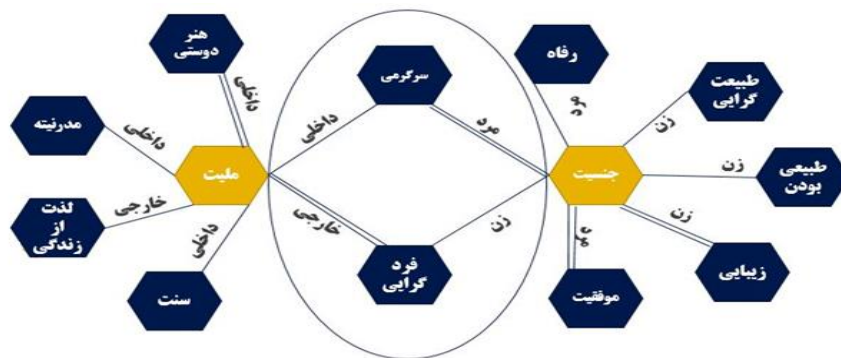 هنر
دوستی
سرگرمی
رفاه
طبیعت
گرایی
داخلی
داخلی
مرد
مرد
زن
مدرنیته
داخلی
ملیت
جنسیت
زن
طبیعی
بودن
لذت
از
زندگی
خارجی
داخلی
خارجی
زن
مرد
زن
سنت
فرد
گرایی
موفقیت
زیبایی